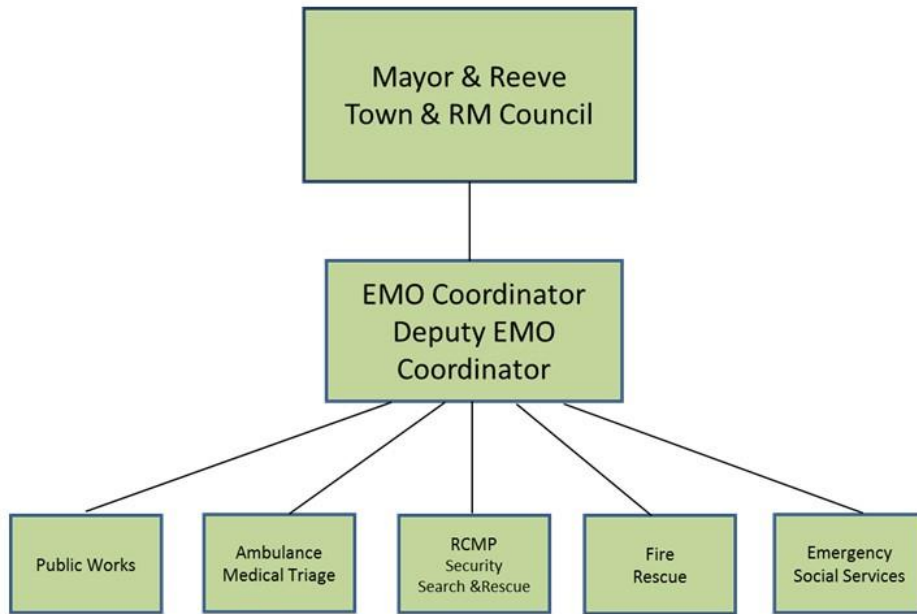 Mayor & Reeve
Town & RM Council
EMO Coordinator
Deputy EMO
Coordinator
Public Works
Ambulance
Medical Triage
RCMP
Security
Search &Rescue
Fire
Rescue
Emergency
Social Services